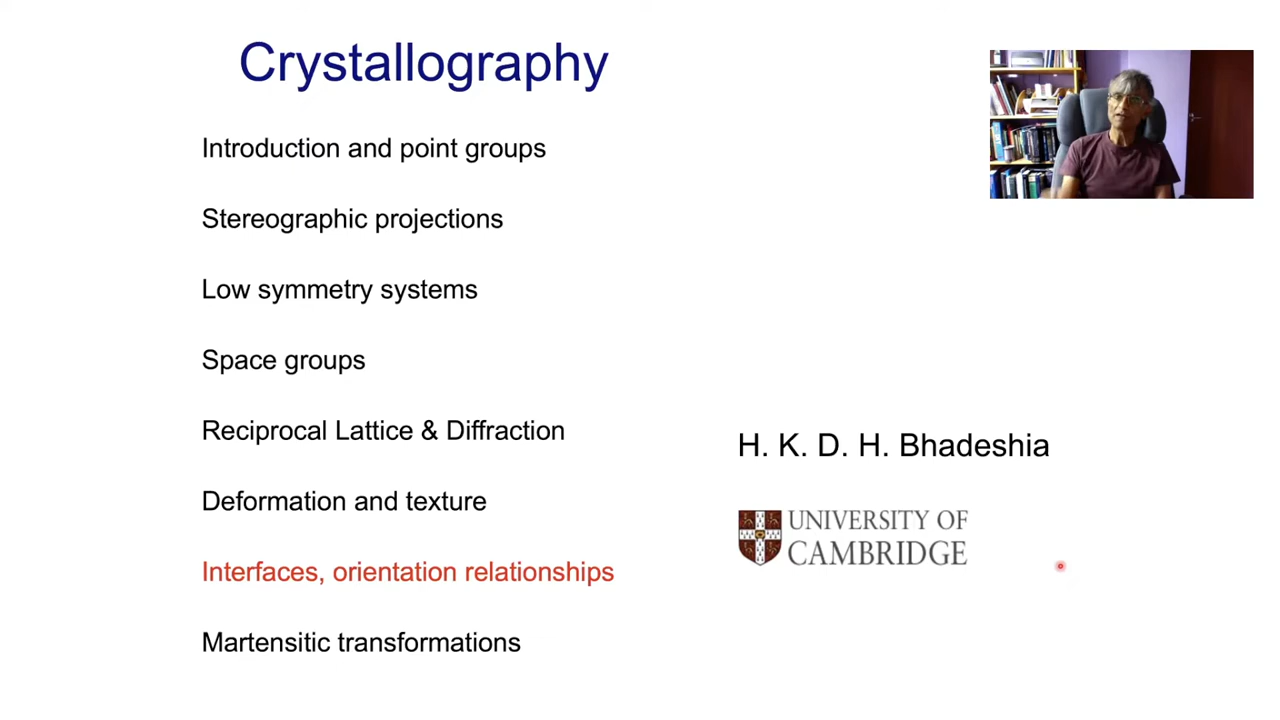 Crystallography
Introduction and point groups
Stereographic projections
Low symmetry systems
Space groups
Reciprocal Lattice & Diffraction
Deformation and texture
Interfaces, orientation relationships
Martensitic transformations
H. K. D. H. Bhadeshia
UNIVERSITY OF
CAMBRIDGE